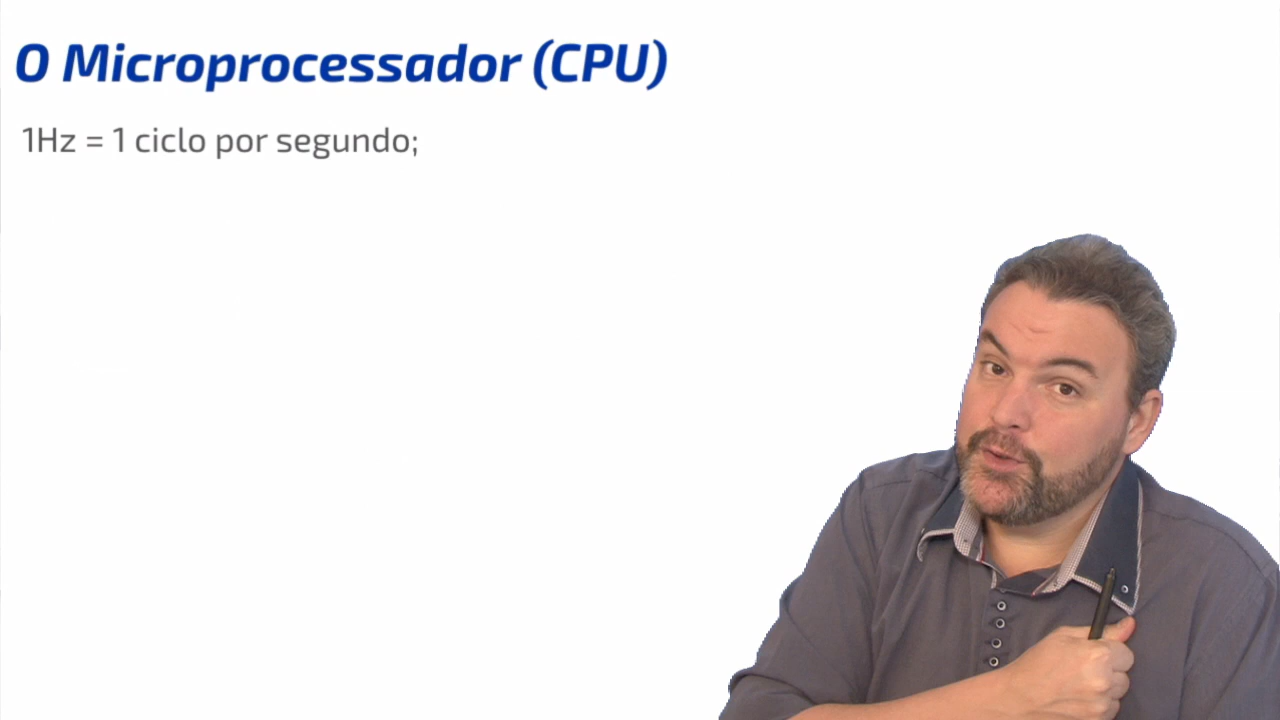 O Microprocessador (CPU)
1Hz = 1 ciclo por segundo;